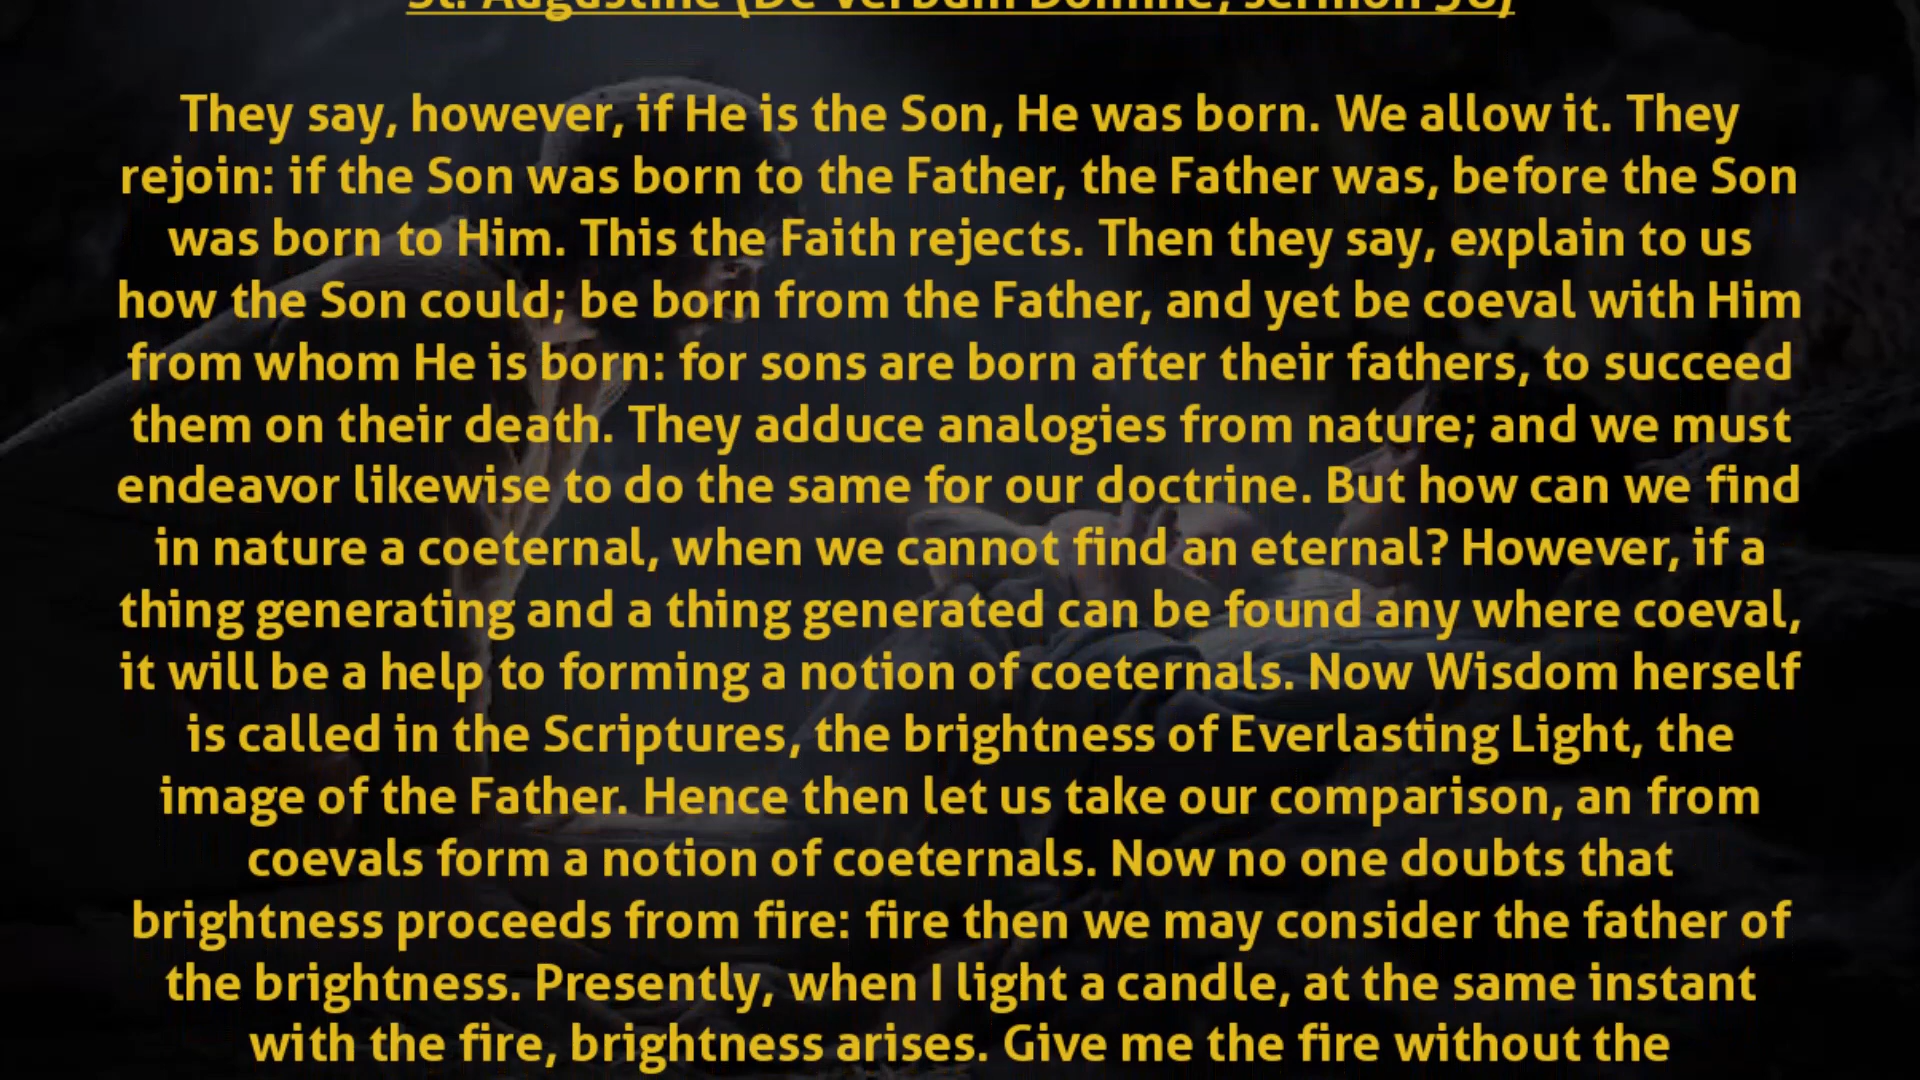 St. Augustine (De Verbum Domine, sermon 38)
They say, however, if He is the Son, He was born. We allow it. They
rejoin: if the Son was born to the Father, the Father was, before the Son
was born to Him. This the Faith rejects. Then they say, explain to us
how the Son could; be born from the Father, and yet be coeval with Him
from whom He is born: for sons are born after their fathers, to succeed
them on their death. They adduce analogies from nature; and we must
endeavor likewise to do the same for our doctrine. But how can we find
in nature a coeternal, when we cannot find an eternal? However, if a
thing generating and a thing generated can be found any where coeval,
it will be a help to forming a notion of coeternals. Now Wisdom herself
is called in the Scriptures, the brightness of Everlasting Light, the
image of the Father. Hence then let us take our comparison, an from
coevals form a notion of coeternals. Now no one doubts that
brightness proceeds from fire: fire then we may consider the father of
the brightness. Presently, when I light a candle, at the same instant
with the fire, brightness arises. Give me the fire without the